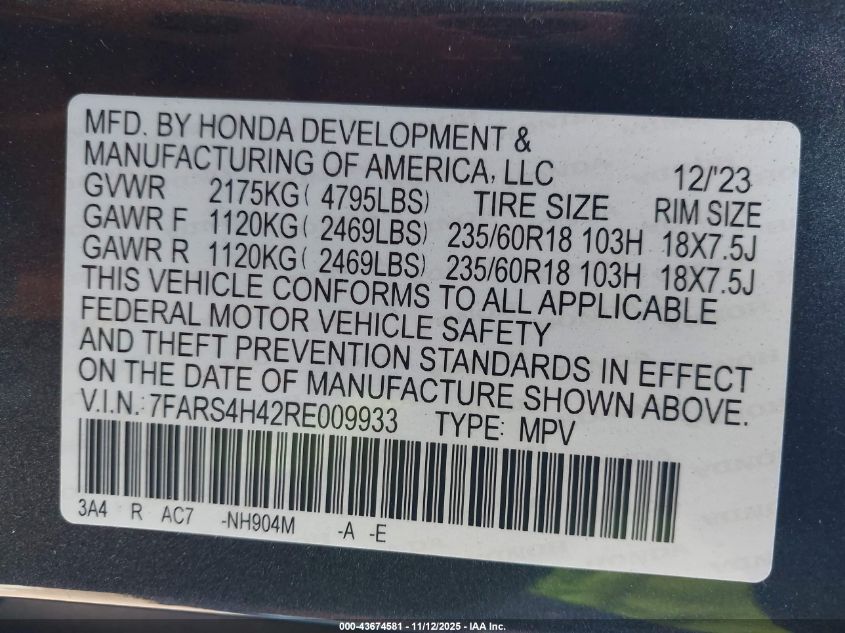 MFD. BY HONDA DEVELOPMENT &
MANUFACTURING OF AMERICA, LLC 12/'23
GVWR 2175KG( 4795LBS) TIRE SIZE RIM SIZE
GAWR F 1120KG( 2469LBS) 235/60R18 103H 18X7.5J
GAWR R 1120KG( 2469LBS) 235/60R18 103H 18X7.5J
THIS VEHICLE CONFORMS TO ALL APPLICABLE
FEDERAL MOTOR VEHICLE SAFETY
AND THEFT PREVENTION STANDARDS IN EFFECT
ON THE DATE OF MANUFACTURE SHOWN ABOVE.
V.I.N.: 7FARS4H42RE009933 TYPE: MPV
3A4 R AC7 -NH904M -A -E
000-43674581 - 11/12/2025 - IAA Inc.